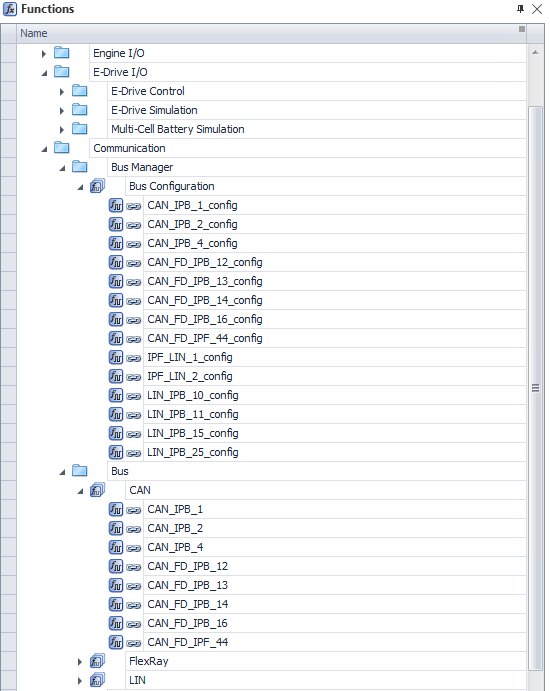 Functions
Name
Engine I/O
E-Drive I/O
E-Drive Control
E-Drive Simulation
Multi-Cell Battery Simulation
Communication
Bus Manager
Bus Configuration
CAN_IPB_1_config
CAN_IPB_2_config
CAN_IPB_4_config
CAN_FD_IPB_12_config
CAN_FD_IPB_13_config
CAN_FD_IPB_14_config
CAN_FD_IPB_16_config
CAN_FD_IPF_44_config
IPF_LIN_1_config
IPF_LIN_2_config
LIN_IPB_10_config
LIN_IPB_11_config
LIN_IPB_15_config
LIN_IPB_25_config
Bus
CAN
CAN_IPB_1
CAN_IPB_2
CAN_IPB_4
CAN_FD_IPB_12
CAN_FD_IPB_13
CAN_FD_IPB_14
CAN_FD_IPB_16
CAN_FD_IPF_44
FlexRay
LIN